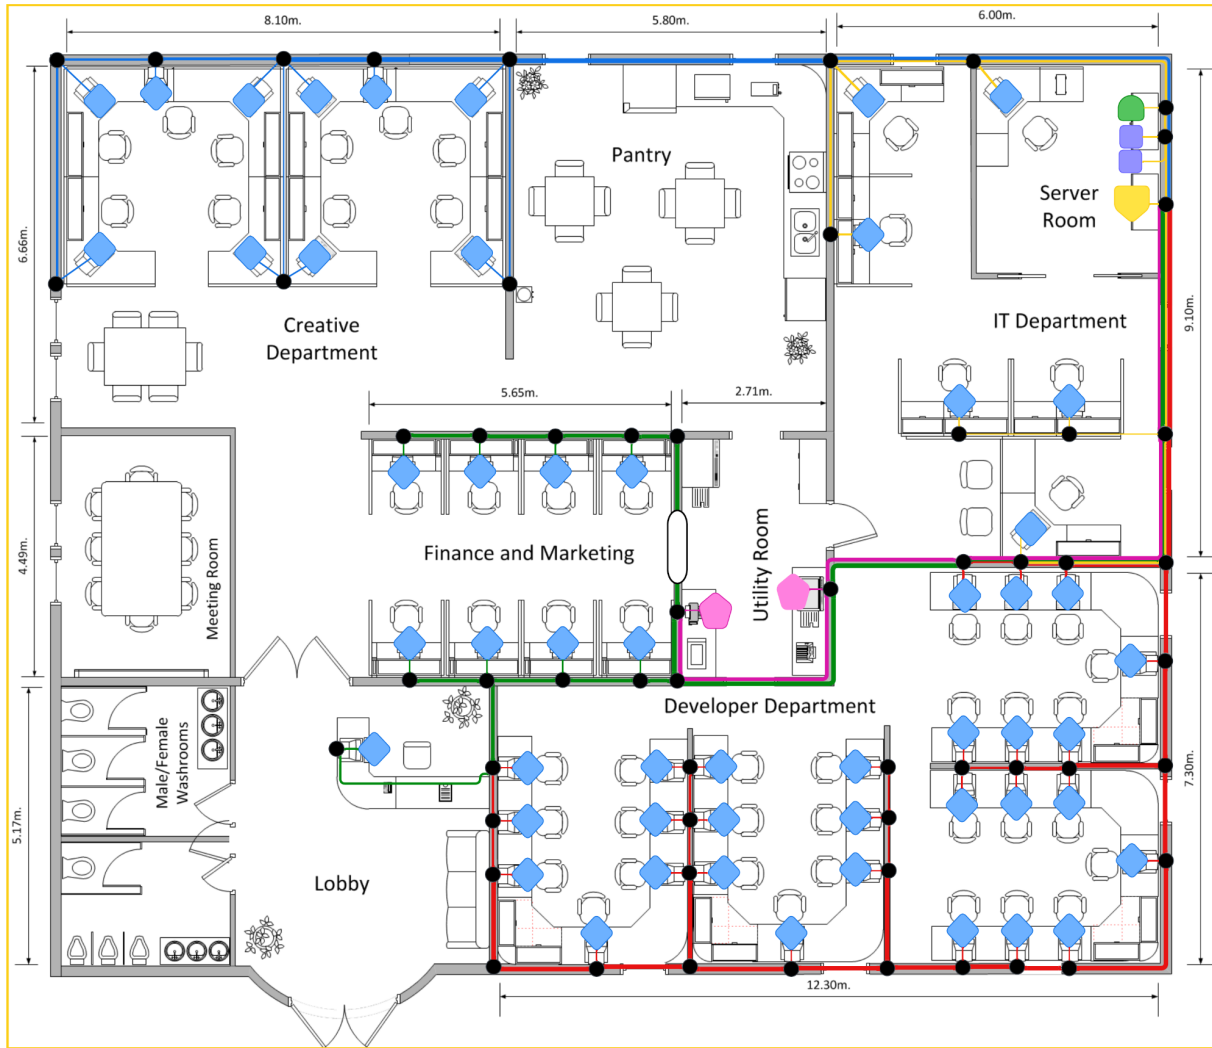 8.10m.
5.80m.
6.00m.
Pantry
Server
Room
6.66m.
9.10m.
Creative
Department
IT Department
5.65m.
2.71m.
4.49m.
Meeting Room
Finance and Marketing
Utility Room
Developer Department
Male/Female
Washrooms
5.17m.
7.30m.
Lobby
12.30m.